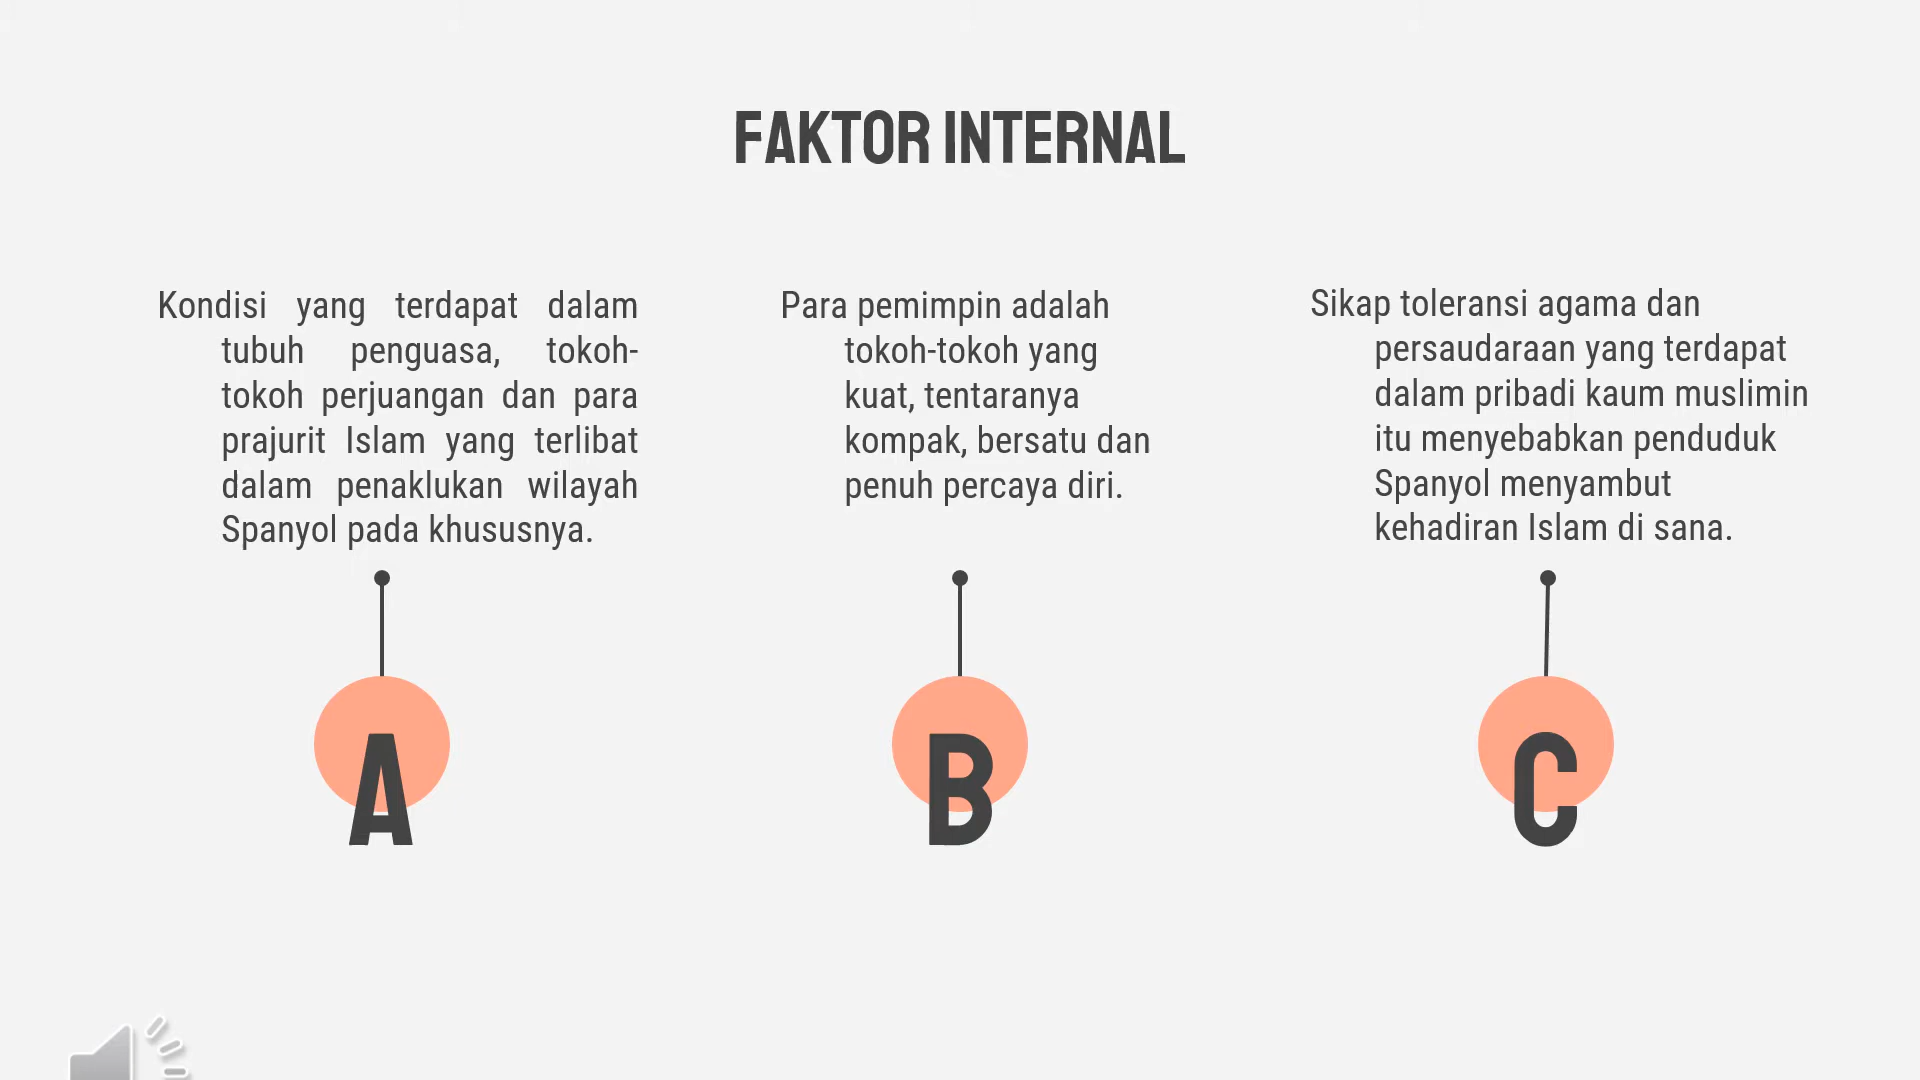 FAKTOR INTERNAL
Kondisi yang terdapat dalam
tubuh penguasa, tokoh-
tokoh perjuangan dan para
prajurit Islam yang terlibat
dalam penaklukan wilayah
Spanyol pada khususnya.
A
Para pemimpin adalah
tokoh-tokoh yang
kuat, tentaranya
kompak, bersatu dan
penuh percaya diri.
B
Sikap toleransi agama dan
persaudaraan yang terdapat
dalam pribadi kaum muslimin
itu menyebabkan penduduk
Spanyol menyambut
kehadiran Islam di sana.
C